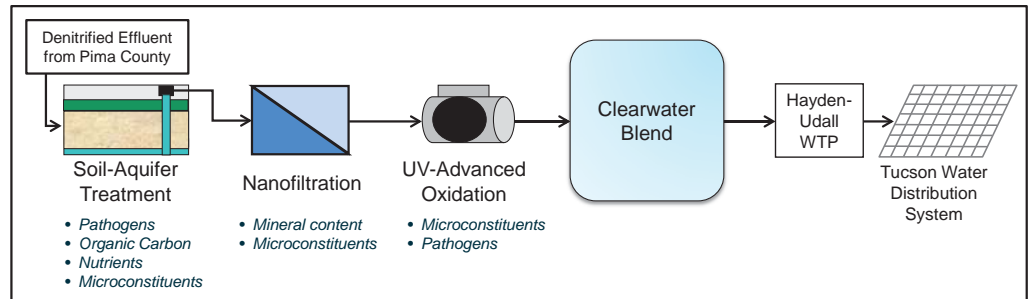 Denitrified Effluent
from Pima County
Soil-Aquifer
Treatment
• Pathogens
• Organic Carbon
• Nutrients
• Microconstituents
Nanofiltration
• Mineral content
• Microconstituents
UV-Advanced
Oxidation
• Microconstituents
• Pathogens
Clearwater
Blend
Hayden-
Udall
WTP
Tucson Water
Distribution
System